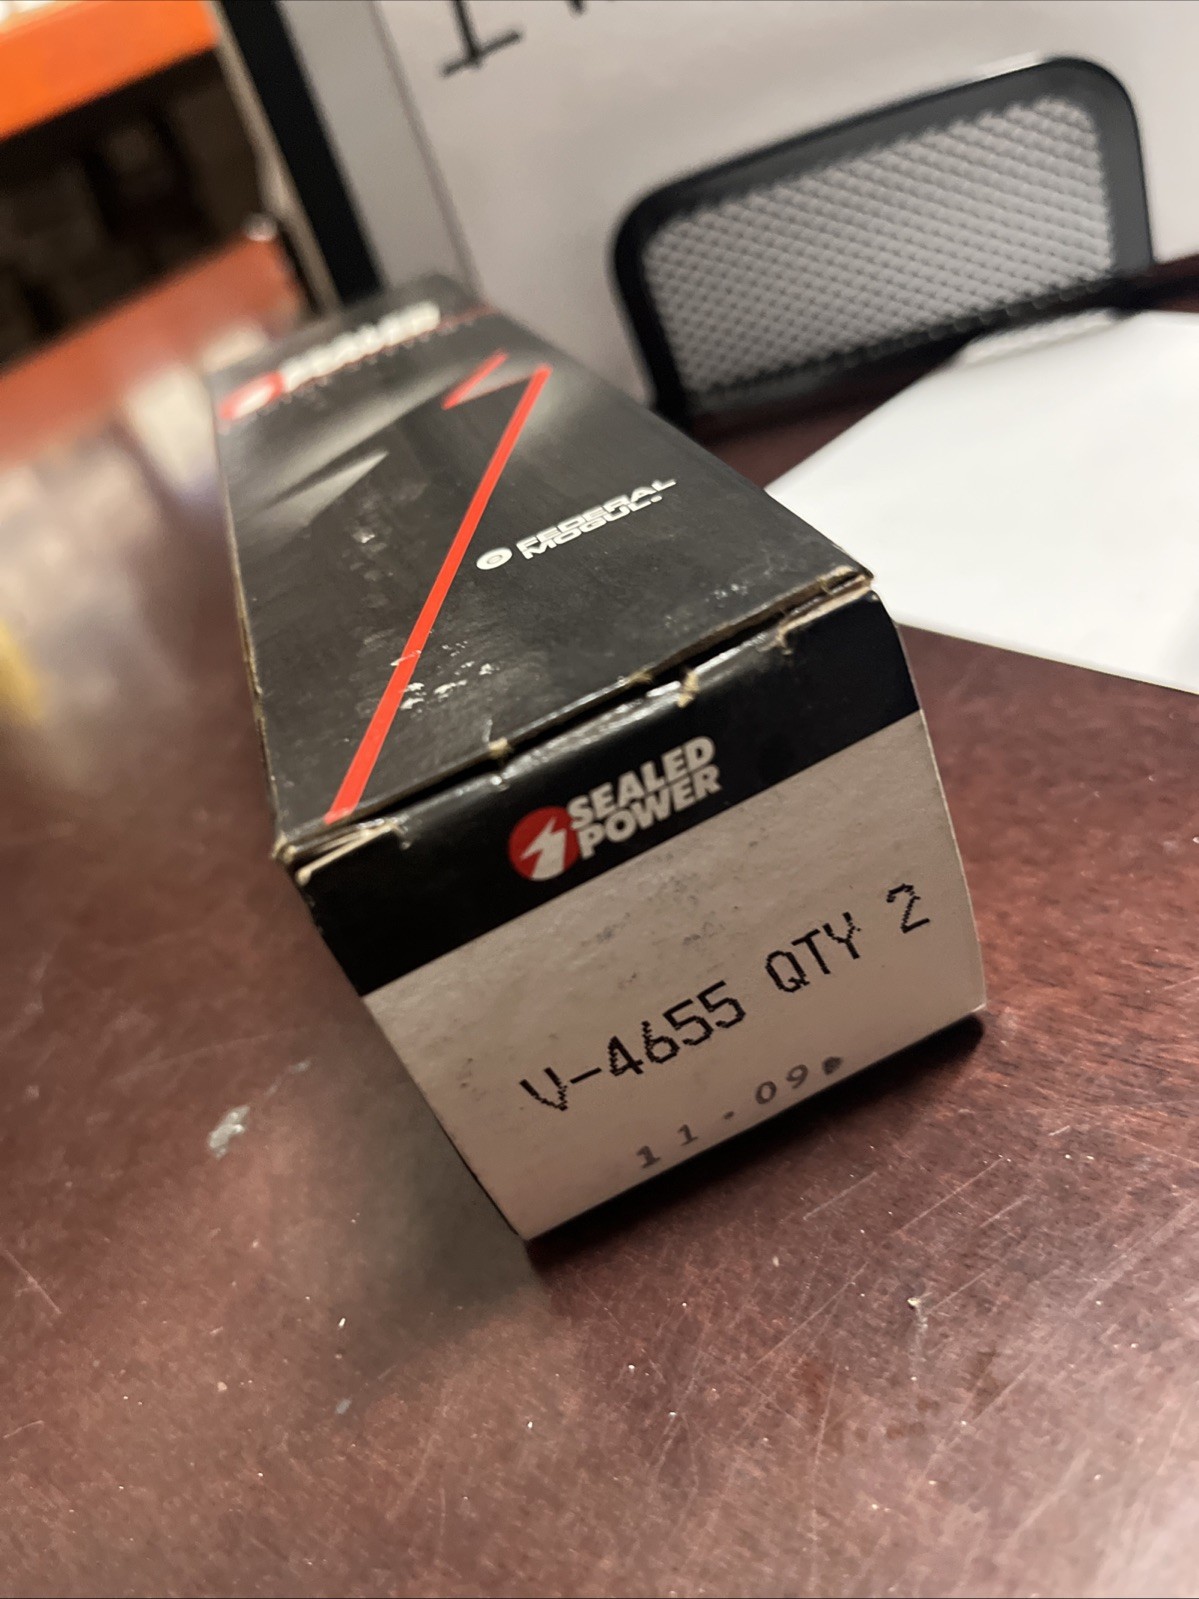 SEALED
FEDERAL
MOGUL.
SEALED
POWER
V-4655 QTY 2
11.09